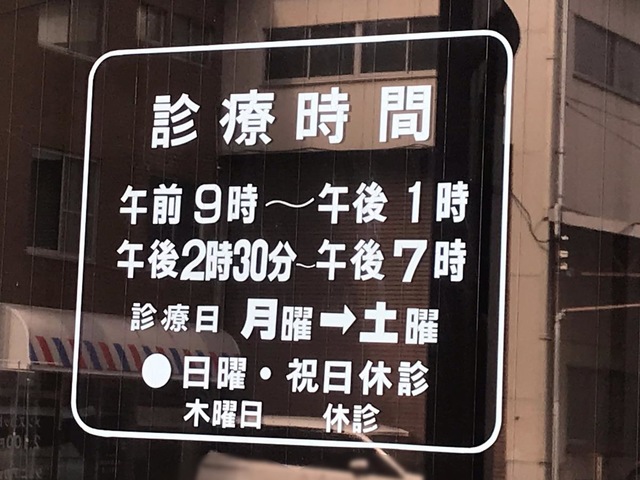 診療時間
午前9時〜午後1時
午後2時30分〜午後7時
診療日 月曜➡土曜
●日曜・祝日休診
木曜日 休診